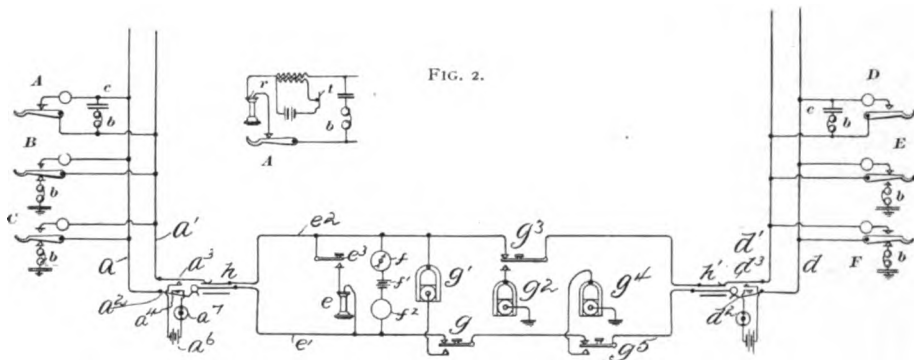 FIG. 2.
A
c
b
B
b
C
b
r
t
b
A
D
c
b
E
b
F
b
a
a'
a²
a³
a⁴
a⁷
a⁶
h
e²
e³
e
e'
f
f'
f²
g'
g³
g²
g⁴
g
g⁵
h'
d'
d³
d
d²